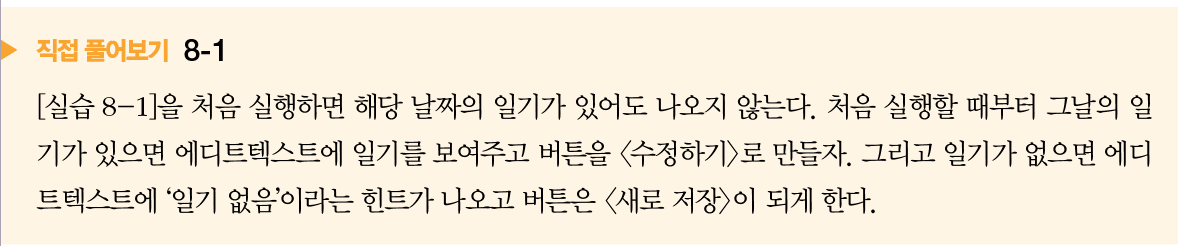 ▶ 직접 풀어보기 8-1
[실습 8-1]을 처음 실행하면 해당 날짜의 일기가 있어도 나오지 않는다. 처음 실행할 때부터 그날의 일
기가 있으면 에디트텍스트에 일기를 보여주고 버튼을 〈수정하기〉로 만들자. 그리고 일기가 없으면 에디
트텍스트에 ‘일기 없음’이라는 힌트가 나오고 버튼은 〈새로 저장〉이 되게 한다.